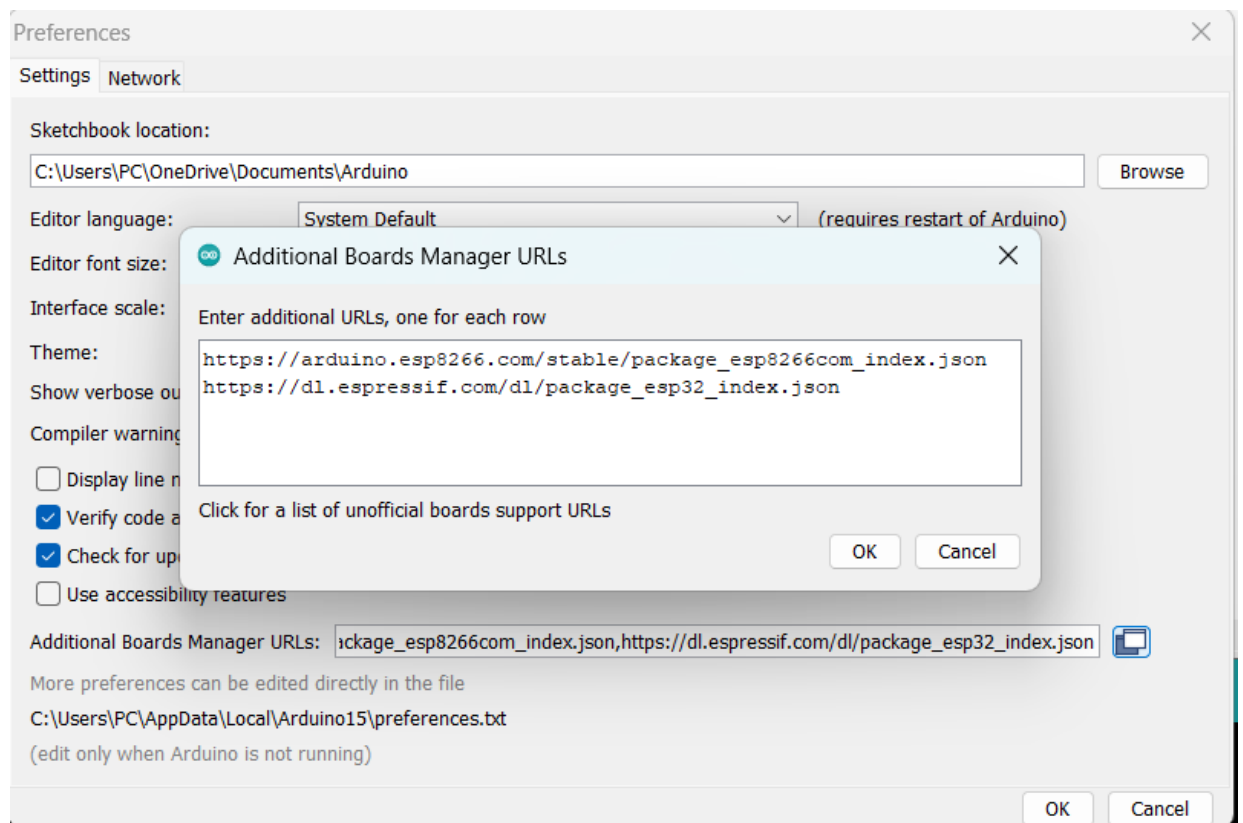 Preferences
Settings Network
Sketchbook location:
C:\Users\PC\OneDrive\Documents\Arduino Browse
Editor language: System Default (requires restart of Arduino)
Editor font size:
Interface scale:
Theme:
Show verbose
Compiler
Display line
Verify code
Check for
Use accessibility features
Additional Boards Manager URLs
Enter additional URLs, one for each row
https://arduino.esp8266.com/stable/package_esp8266com_index.json
https://dl.espressif.com/dl/package_esp32_index.json
Click for a list of unofficial boards support URLs
OK Cancel
Additional Boards Manager URLs: ackage_esp8266com_index.json,https://dl.espressif.com/dl/package_esp32_index.json
More preferences can be edited directly in the file
C:\Users\PC\AppData\Local\Arduino15\preferences.txt
(edit only when Arduino is not running)
OK Cancel